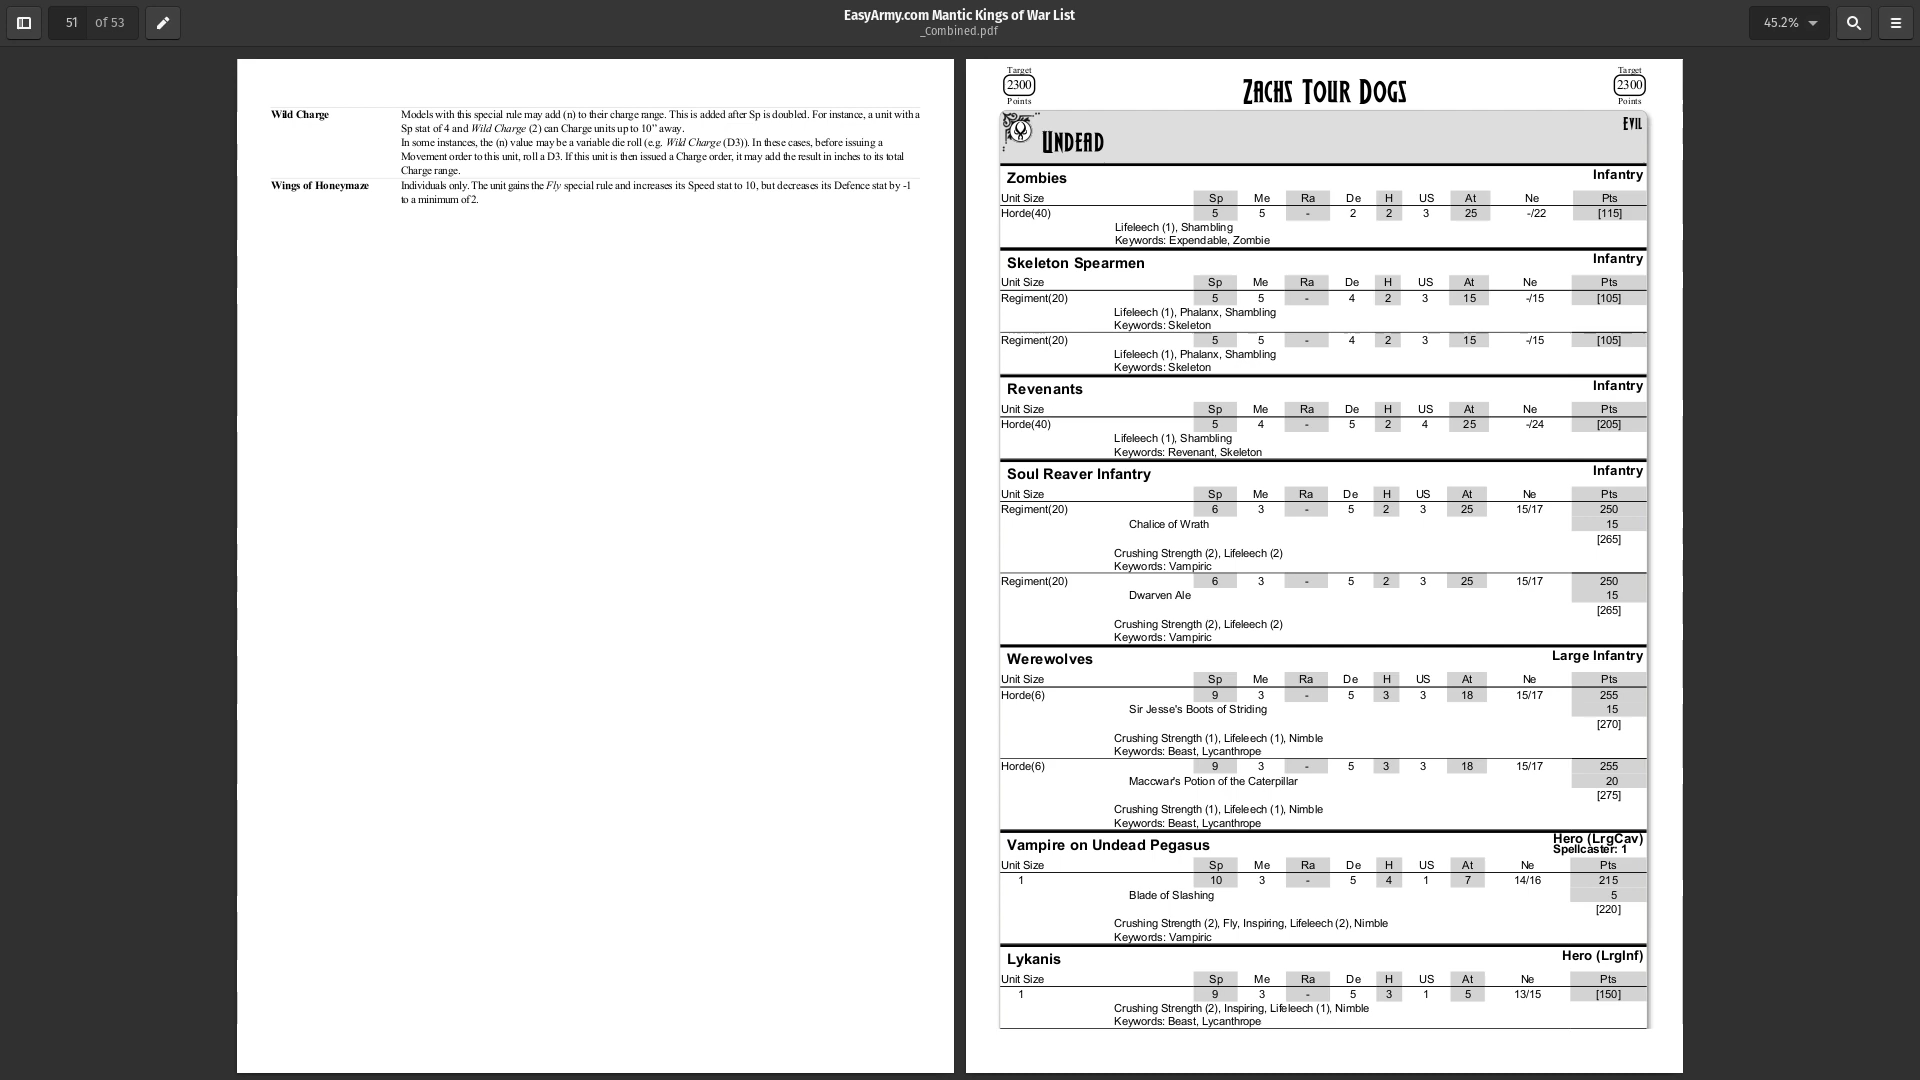 51 of 53
EasyArmy.com Mantic Kings of War List
_Combined.pdf
45.2%
Wild Charge Models with this special rule may add (n) to their charge range. This is added after Sp is doubled. For instance, a unit with a
Sp stat of 4 and Wild Charge (2) can Charge units up to 10” away.
In some instances, the (n) value may be a variable die roll (e.g. Wild Charge (D3)). In these cases, before issuing a
Movement order to this unit, roll a D3. If this unit is then issued a Charge order, it may add the result in inches to its total
Charge range.
Wings of Honeymaze Individuals only. The unit gains the Fly special rule and increases its Speed stat to 10, but decreases its Defence stat by -1
to a minimum of 2.
Target
2300
Points
Zachs Tour Dogs
Target
2300
Points
Undead
Evil
Zombies Infantry
Unit Size Sp Me Ra De H US At Ne Pts
Horde(40) 5 5 - 2 2 3 25 -/22 [115]
Lifeleech (1), Shambling
Keywords: Expendable, Zombie
Skeleton Spearmen Infantry
Unit Size Sp Me Ra De H US At Ne Pts
Regiment(20) 5 5 - 4 2 3 15 -/15 [105]
Lifeleech (1), Phalanx, Shambling
Keywords: Skeleton
Regiment(20) 5 5 - 4 2 3 15 -/15 [105]
Lifeleech (1), Phalanx, Shambling
Keywords: Skeleton
Revenants Infantry
Unit Size Sp Me Ra De H US At Ne Pts
Horde(40) 5 4 - 5 2 4 25 -/24 [205]
Lifeleech (1), Shambling
Keywords: Revenant, Skeleton
Soul Reaver Infantry Infantry
Unit Size Sp Me Ra De H US At Ne Pts
Regiment(20) 6 3 - 5 2 3 25 15/17 250
Chalice of Wrath 15
[265]
Crushing Strength (2), Lifeleech (2)
Keywords: Vampiric
Regiment(20) 6 3 - 5 2 3 25 15/17 250
Dwarven Ale 15
[265]
Crushing Strength (2), Lifeleech (2)
Keywords: Vampiric
Werewolves Large Infantry
Unit Size Sp Me Ra De H US At Ne Pts
Horde(6) 9 3 - 5 3 3 18 15/17 255
Sir Jesse's Boots of Striding 15
[270]
Crushing Strength (1), Lifeleech (1), Nimble
Keywords: Beast, Lycanthrope
Horde(6) 9 3 - 5 3 3 18 15/17 255
Maccwar's Potion of the Caterpillar 20
[275]
Crushing Strength (1), Lifeleech (1), Nimble
Keywords: Beast, Lycanthrope
Vampire on Undead Pegasus Hero (LrgCav)
Spellcaster: 1
Unit Size Sp Me Ra De H US At Ne Pts
1 10 3 - 5 4 1 7 14/16 215
Blade of Slashing 5
[220]
Crushing Strength (2), Fly, Inspiring, Lifeleech (2), Nimble
Keywords: Vampiric
Lykanis Hero (LrgInf)
Unit Size Sp Me Ra De H US At Ne Pts
1 9 3 - 5 3 1 5 13/15 [150]
Crushing Strength (2), Inspiring, Lifeleech (1), Nimble
Keywords: Beast, Lycanthrope